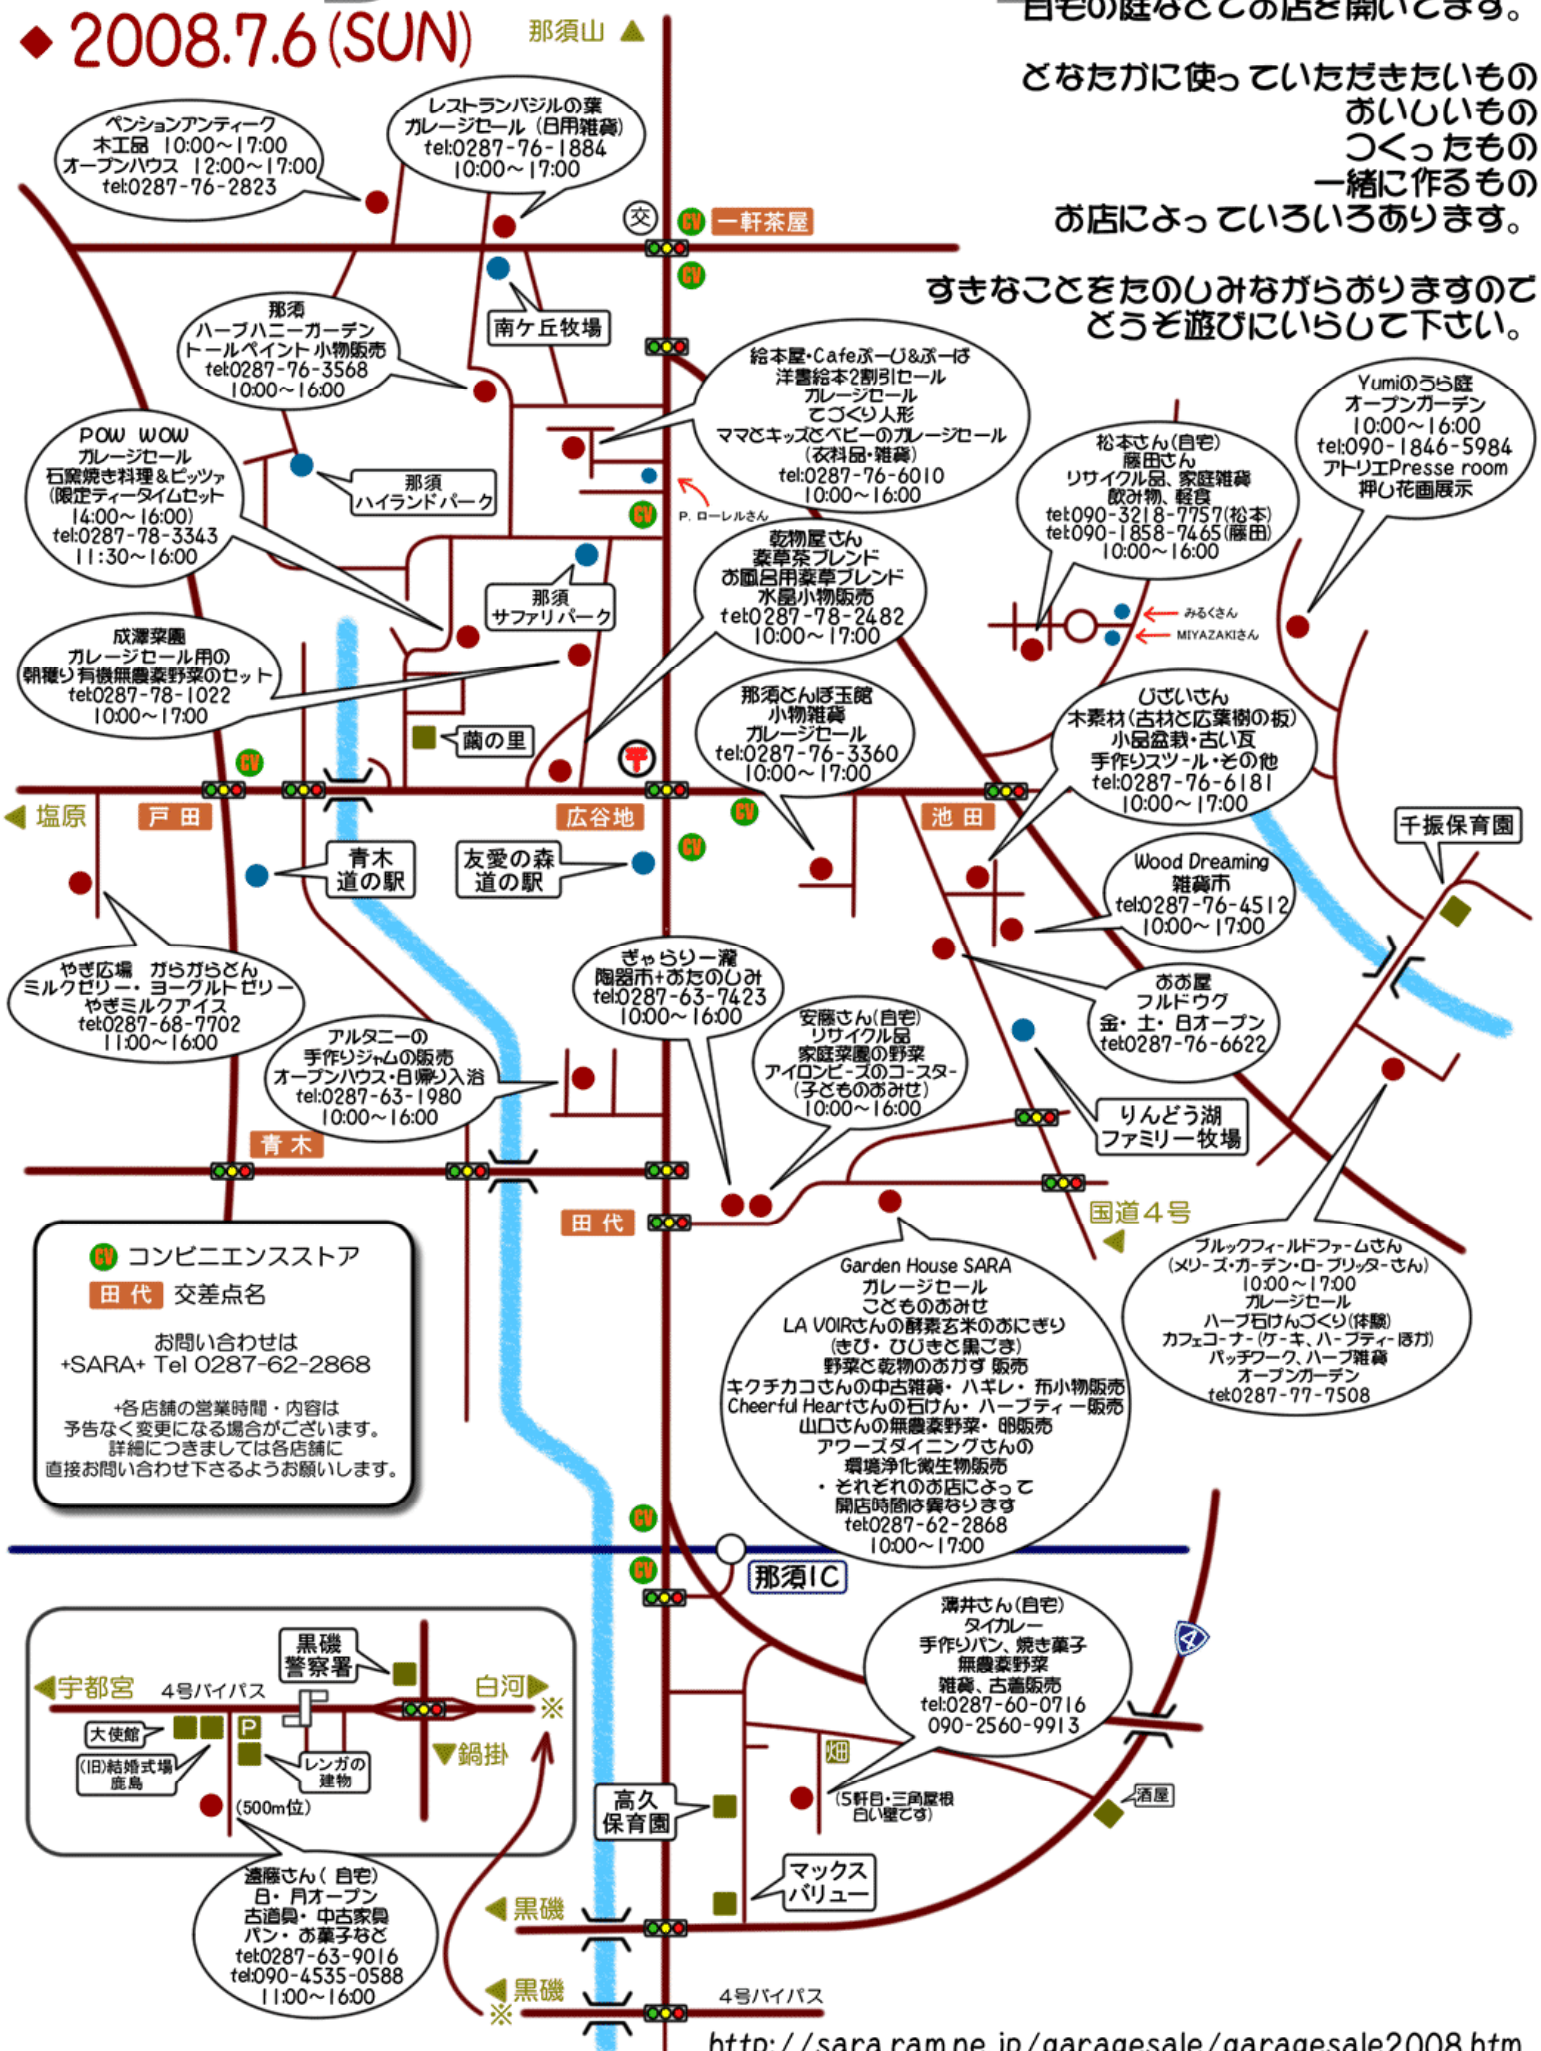 自宅の庭などでお店を開いてます。
◆ 2008.7.6(SUN)
那須山 ▲
どなたかに使っていただきたいもの
おいしいもの
つくったもの
一緒に作るもの
お店によっていろいろあります。
すきなことをたのしみながらおりますので
どうぞ遊びにいらして下さい。
ペンションアンティーク
木工品 10:00～17:00
オープンハウス 12:00～17:00
tel:0287-76-2823
レストランバジルの葉
ガレージセール（日用雑貨）
tel:0287-76-1884
10:00～17:00
交
CV
一軒茶屋
CV
南ケ丘牧場
那須
ハーブハニーガーデン
トールペイント 小物販売
tel:0287-76-3568
10:00～16:00
絵本屋・Cafeぷーじ&ぷーば
洋書絵本2割引セール
ガレージセール
てづくり人形
ママとキッズとベビーのガレージセール
(衣料品・雑貨)
tel:0287-76-6010
10:00～16:00
P. ローレルさん
CV
Yumiのうら庭
オープンガーデン
10:00～16:00
tel:090-1846-5984
アトリエPresse room
押し花画展示
松本さん(自宅)
藤田さん
リサイクル品、家庭雑貨
飲み物、軽食
tel:090-3218-7757(松本)
tel:090-1858-7465(藤田)
10:00～16:00
POW WOW
ガレージセール
石窯焼き料理&ピッツァ
(限定ティータイムセット
14:00～16:00)
tel:0287-78-3343
11:30～16:00
那須
ハイランドパーク
乾物屋さん
薬草茶ブレンド
お風呂用薬草ブレンド
水晶小物販売
tel:0287-78-2482
10:00～17:00
那須
サファリパーク
みるくさん
MIYAZAKIさん
成澤菜園
ガレージセール用の
朝穫り有機無農薬野菜のセット
tel:0287-78-1022
10:00～17:00
那須とんぼ玉館
小物雑貨
ガレージセール
tel:0287-76-3360
10:00～17:00
じざいさん
木素材(古材と広葉樹の板)
小品盆栽・古い瓦
手作りスツール・その他
tel:0287-76-6181
10:00～17:00
繭の里
〒
CV
◀ 塩原
戸田
広谷地
CV
池田
CV
千振保育園
青木
道の駅
友愛の森
道の駅
Wood Dreaming
雑貨市
tel:0287-76-4512
10:00～17:00
やぎ広場 がらがらどん
ミルクゼリー・ヨーグルトゼリー
やぎミルクアイス
tel:0287-68-7702
11:00～16:00
ぎゃらりー瀧
陶器市+おたのしみ
tel:0287-63-7423
10:00～16:00
おお屋
フルドウグ
金・土・日オープン
tel:0287-76-6622
アルタニーの
手作りジャムの販売
オープンハウス・日帰り入浴
tel:0287-63-1980
10:00～16:00
安藤さん(自宅)
リサイクル品
家庭菜園の野菜
アイロンビーズのコースター
(子どものおみせ)
10:00～16:00
りんどう湖
ファミリー牧場
青木
田代
国道4号
◀
CV コンビニエンスストア
田代 交差点名
お問い合わせは
+SARA+ Tel 0287-62-2868
+各店舗の営業時間・内容は
予告なく変更になる場合がございます。
詳細につきましては各店舗に
直接お問い合わせ下さるようお願いします。
Garden House SARA
ガレージセール
こどものおみせ
LA VOIRさんの酵素玄米のおにぎり
(きび・ひじきと黒ごま)
野菜と乾物のおかず 販売
キクチカコさんの中古雑貨・ハギレ・布小物販売
Cheerful Heartさんの石けん・ハーブティー販売
山口さんの無農薬野菜・卵販売
アワーズダイニングさんの
環境浄化微生物販売
・それぞれのお店によって
開店時間は異なります
tel:0287-62-2868
10:00～17:00
ブルックフィールドファームさん
(メリーズ・ガーデン・ローブリッターさん)
10:00～17:00
ガレージセール
ハーブ石けんづくり(体験)
カフェコーナー(ケーキ、ハーブティーほか)
パッチワーク、ハーブ雑貨
オープンガーデン
tel:0287-77-7508
CV
CV
那須IC
薄井さん(自宅)
タイカレー
手作りパン、焼き菓子
無農薬野菜
雑貨、古着販売
tel:0287-60-0716
090-2560-9913
4
黒磯
警察署
◀宇都宮
4号バイパス
白河▶
※
大使館
P
(旧)結婚式場
鹿島
レンガの
建物
▼鍋掛
(500m位)
畑
(5軒目・三角屋根
白い壁です)
高久
保育園
酒屋
マックス
バリュー
遠藤さん( 自宅)
日・月オープン
古道具・中古家具
パン・お菓子など
tel:0287-63-9016
tel:090-4535-0588
11:00～16:00
◀黒磯
◀黒磯
※
4号バイパス
http://sara.ram.ne.jp/garagesale/garagesale2008.htm